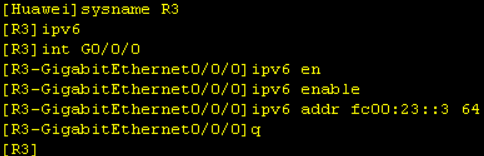 [Huawei]sysname R3
[R3]ipv6
[R3]int G0/0/0
[R3-GigabitEthernet0/0/0]ipv6 en
[R3-GigabitEthernet0/0/0]ipv6 enable
[R3-GigabitEthernet0/0/0]ipv6 addr fc00:23::3 64
[R3-GigabitEthernet0/0/0]q
[R3]